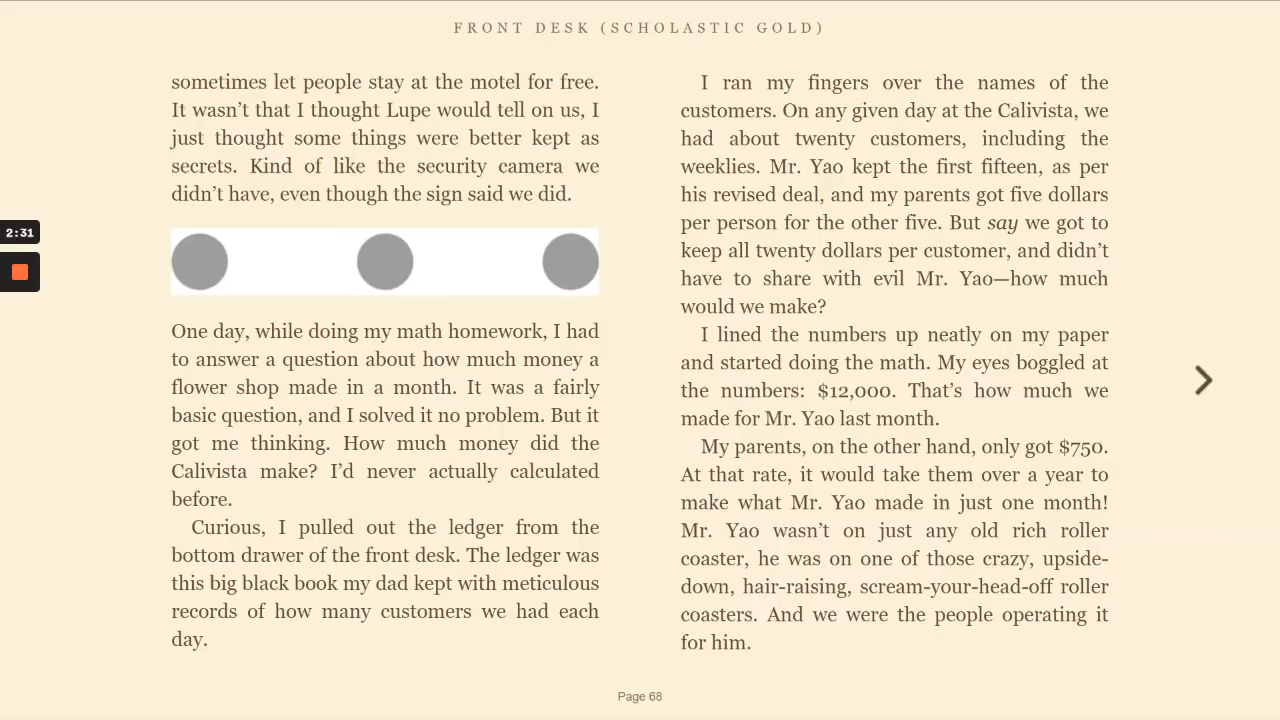 FRONT DESK (SCHOLASTIC GOLD)
sometimes let people stay at the motel for free.
It wasn’t that I thought Lupe would tell on us, I
just thought some things were better kept as
secrets. Kind of like the security camera we
didn’t have, even though the sign said we did.
2:31
One day, while doing my math homework, I had
to answer a question about how much money a
flower shop made in a month. It was a fairly
basic question, and I solved it no problem. But it
got me thinking. How much money did the
Calivista make? I’d never actually calculated
before.
Curious, I pulled out the ledger from the
bottom drawer of the front desk. The ledger was
this big black book my dad kept with meticulous
records of how many customers we had each
day.
I ran my fingers over the names of the
customers. On any given day at the Calivista, we
had about twenty customers, including the
weeklies. Mr. Yao kept the first fifteen, as per
his revised deal, and my parents got five dollars
per person for the other five. But say we got to
keep all twenty dollars per customer, and didn’t
have to share with evil Mr. Yao—how much
would we make?
I lined the numbers up neatly on my paper
and started doing the math. My eyes boggled at
the numbers: $12,000. That’s how much we
made for Mr. Yao last month.
My parents, on the other hand, only got $750.
At that rate, it would take them over a year to
make what Mr. Yao made in just one month!
Mr. Yao wasn’t on just any old rich roller
coaster, he was on one of those crazy, upside-
down, hair-raising, scream-your-head-off roller
coasters. And we were the people operating it
for him.
Page 68